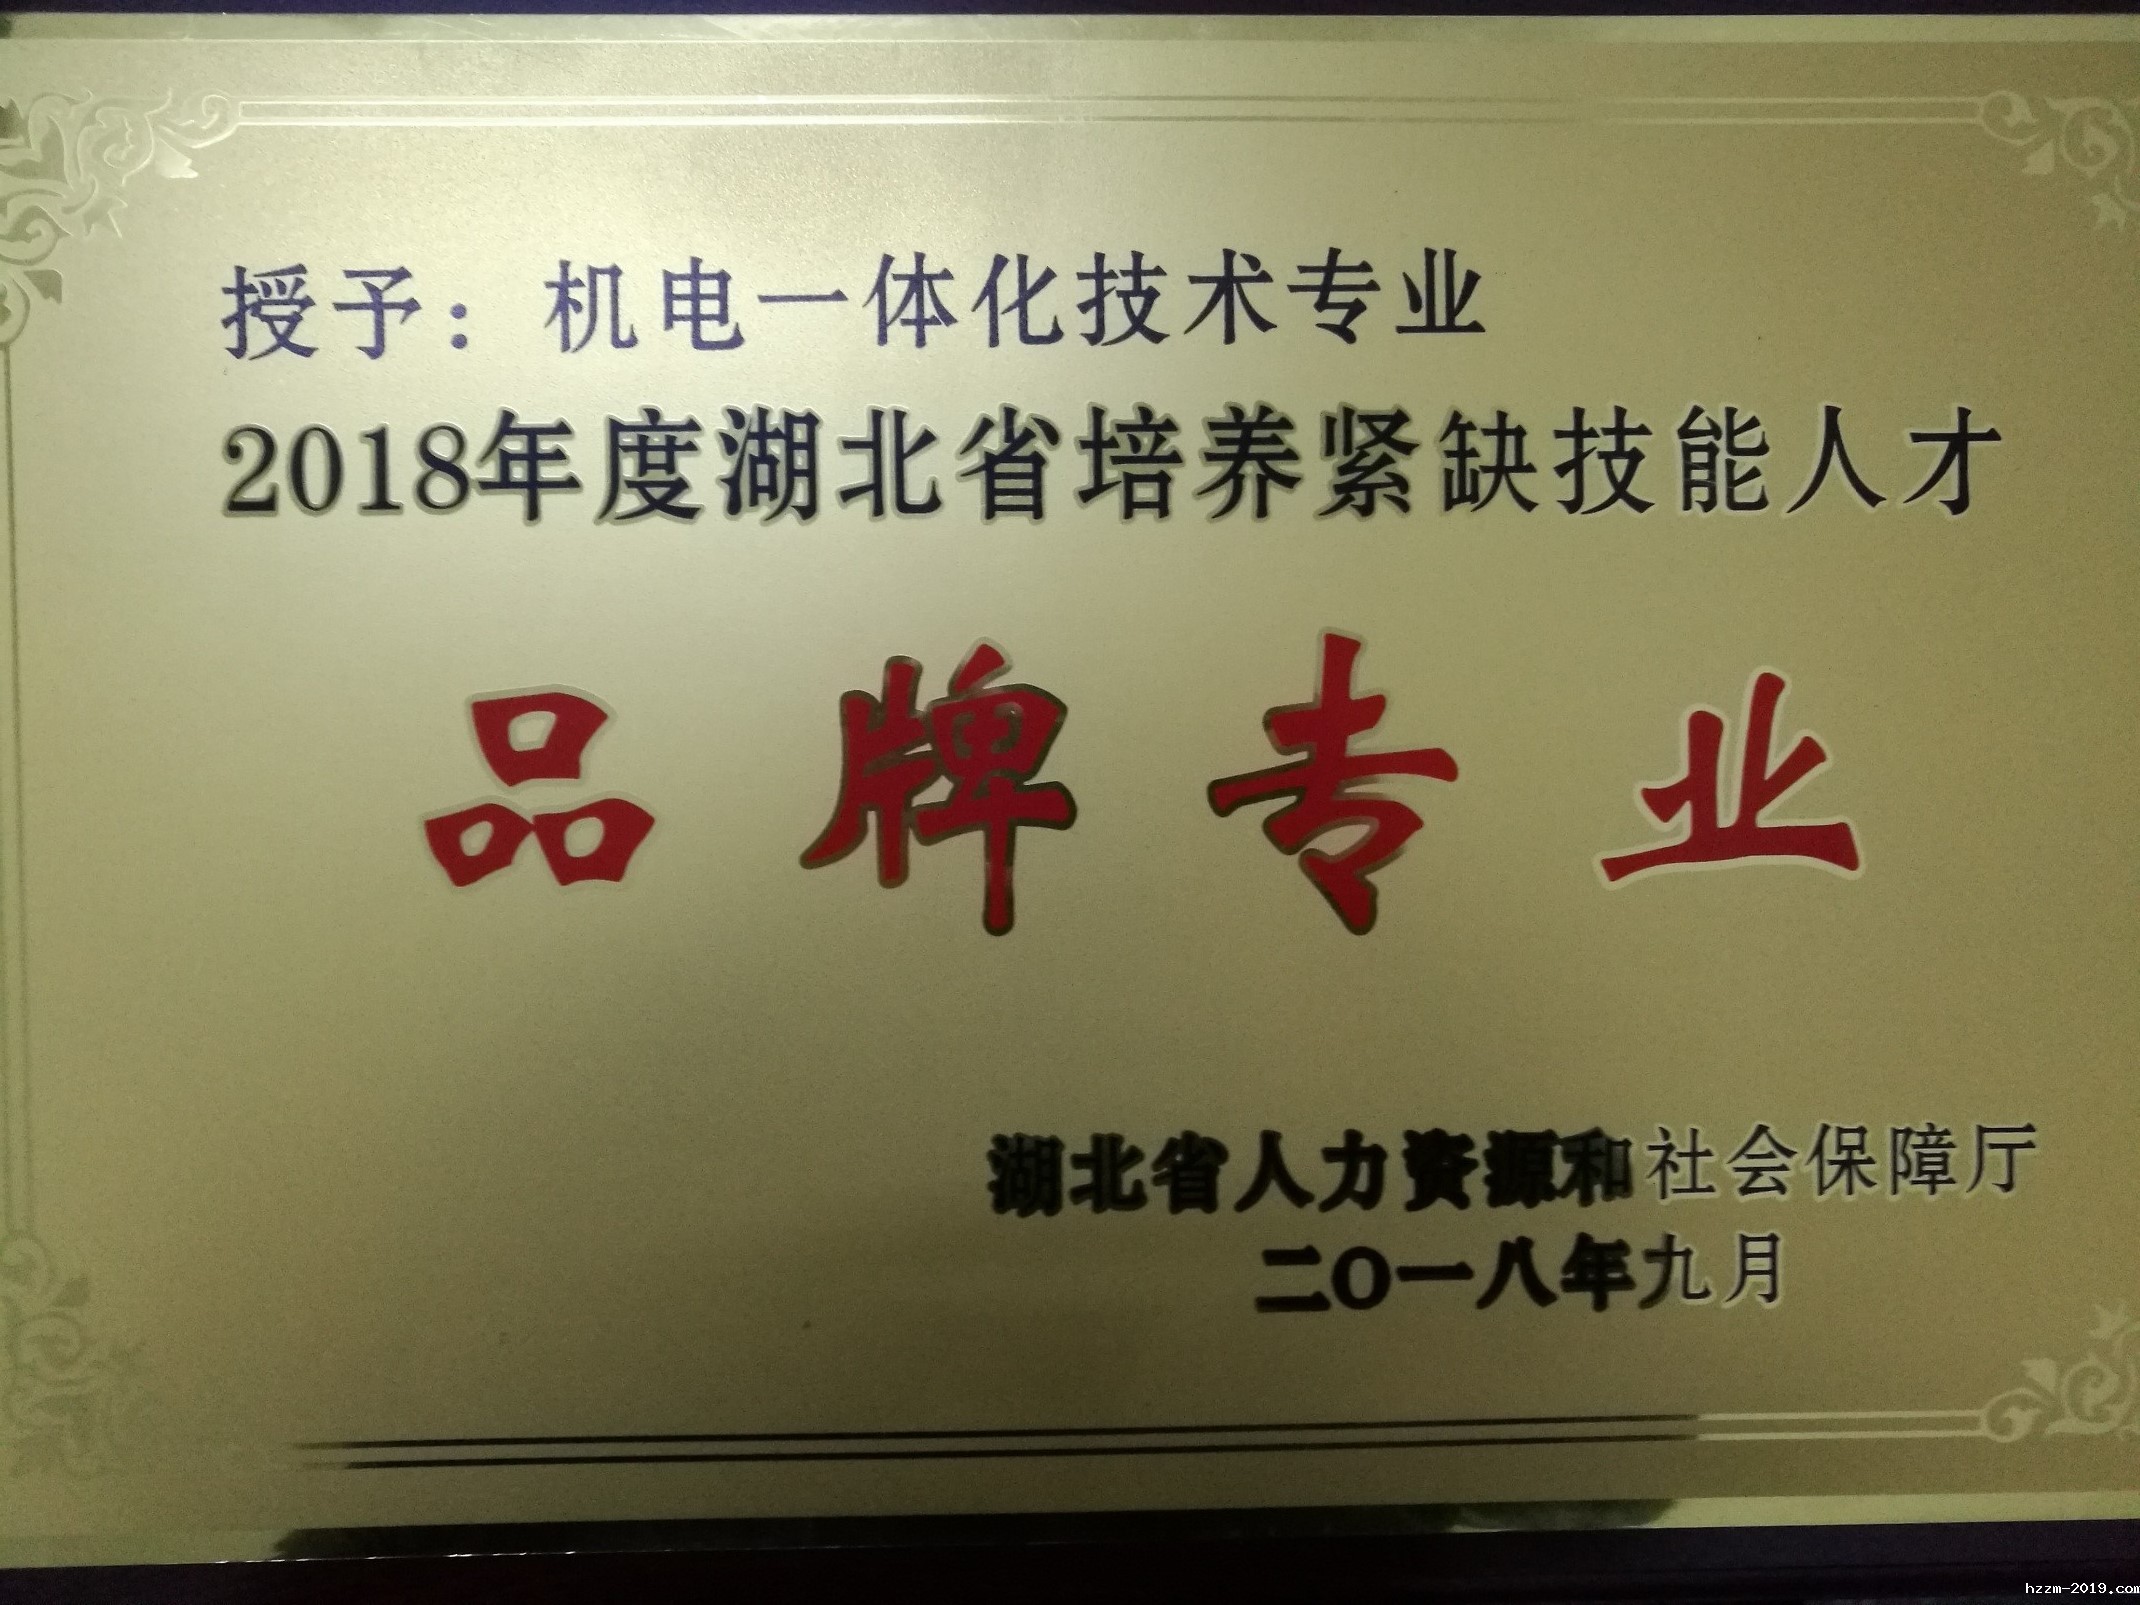 授予：机电一体化技术专业
2018年度湖北省培养紧缺技能人才
品牌专业
湖北省人力资源和社会保障厅
二〇一八年九月
hzzm-2019.com